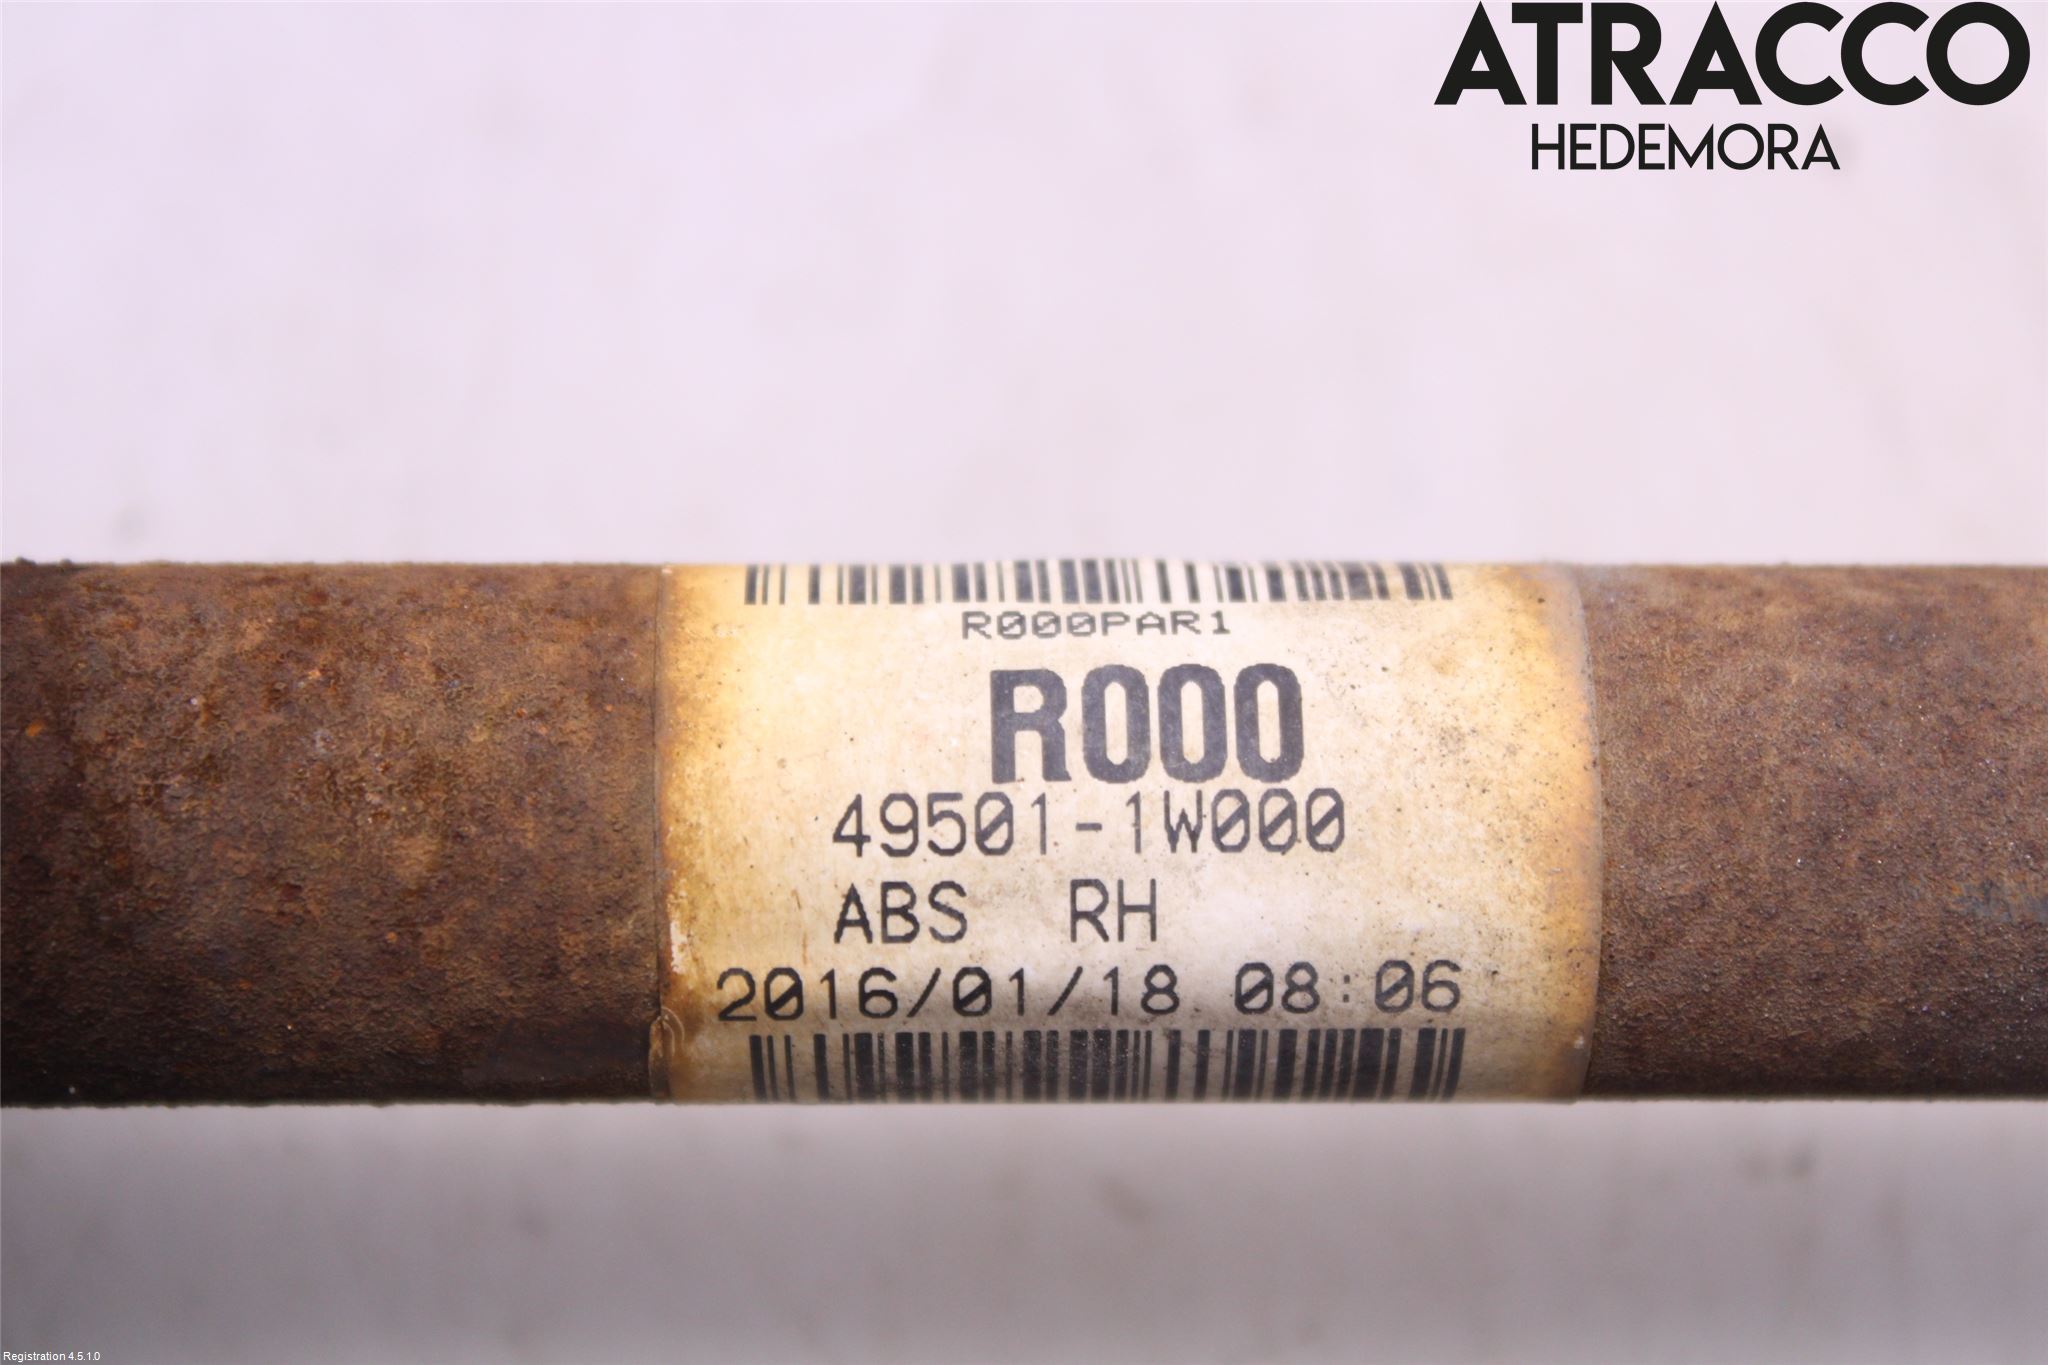 ATRACCO
HEDEMORA
R000PAR1
R000
49501-1W000
ABS RH
2016/01/18 08:06
Registration 4.5.1.0